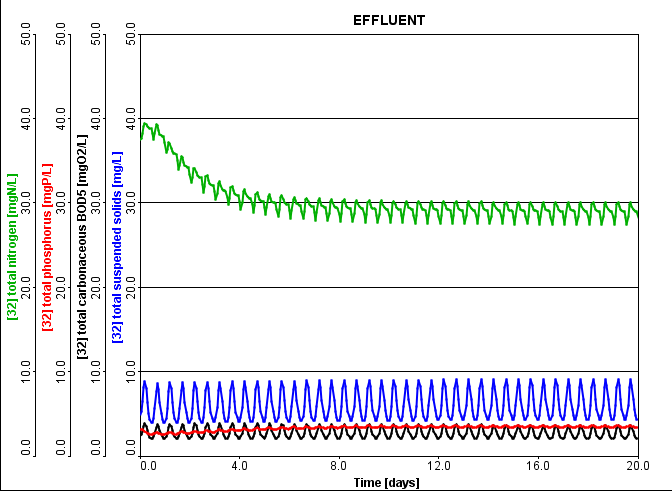 EFFLUENT
50.0 50.0 50.0 50.0
40.0 40.0 40.0 40.0
30.0 30.0 30.0 30.0
20.0 20.0 20.0 20.0
10.0 10.0 10.0 10.0
0.0 0.0 0.0 0.0
[32] total nitrogen [mgN/L]
[32] total phosphorus [mgP/L]
[32] total carbonaceous BOD5 [mgO2/L]
[32] total suspended solids [mg/L]
0.0 4.0 8.0 12.0 16.0 20.0
Time [days]